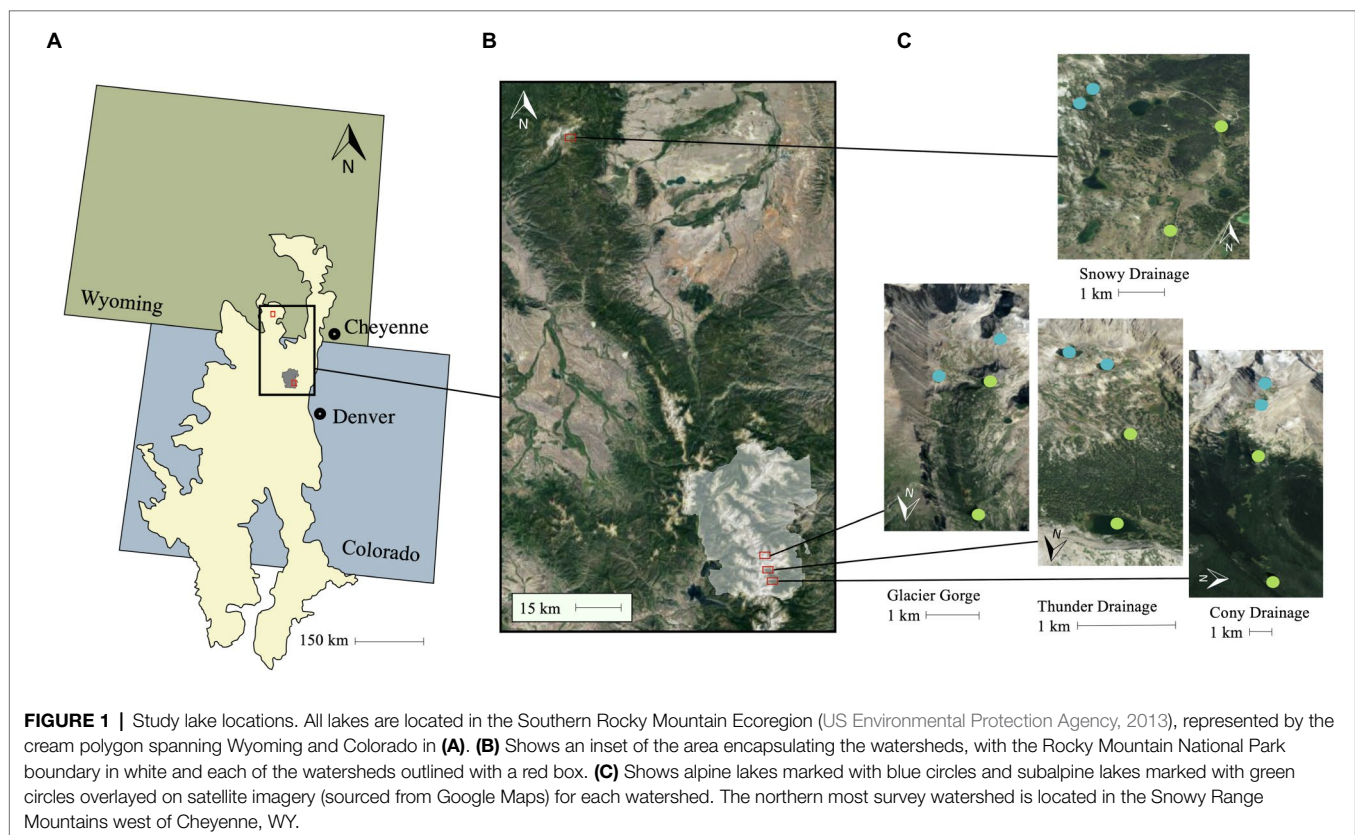 A
B
C
N
Wyoming
Cheyenne
Denver
Colorado
150 km
N
15 km
N
Snowy Drainage
1 km
N
Glacier Gorge
1 km
N
Thunder Drainage
1 km
N
Cony Drainage
1 km
FIGURE 1 | Study lake locations. All lakes are located in the Southern Rocky Mountain Ecoregion (US Environmental Protection Agency, 2013), represented by the
cream polygon spanning Wyoming and Colorado in (A). (B) Shows an inset of the area encapsulating the watersheds, with the Rocky Mountain National Park
boundary in white and each of the watersheds outlined with a red box. (C) Shows alpine lakes marked with blue circles and subalpine lakes marked with green
circles overlayed on satellite imagery (sourced from Google Maps) for each watershed. The northern most survey watershed is located in the Snowy Range
Mountains west of Cheyenne, WY.